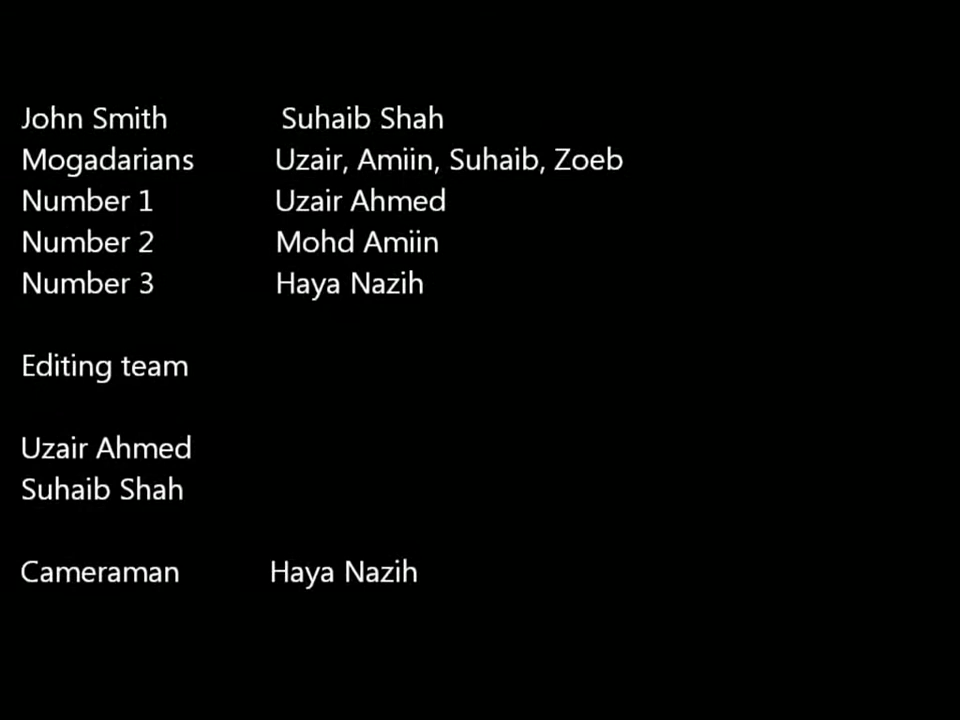 John Smith Suhaib Shah
Mogadarians Uzair, Amiin, Suhaib, Zoeb
Number 1 Uzair Ahmed
Number 2 Mohd Amiin
Number 3 Haya Nazih
Editing team
Uzair Ahmed
Suhaib Shah
Cameraman Haya Nazih